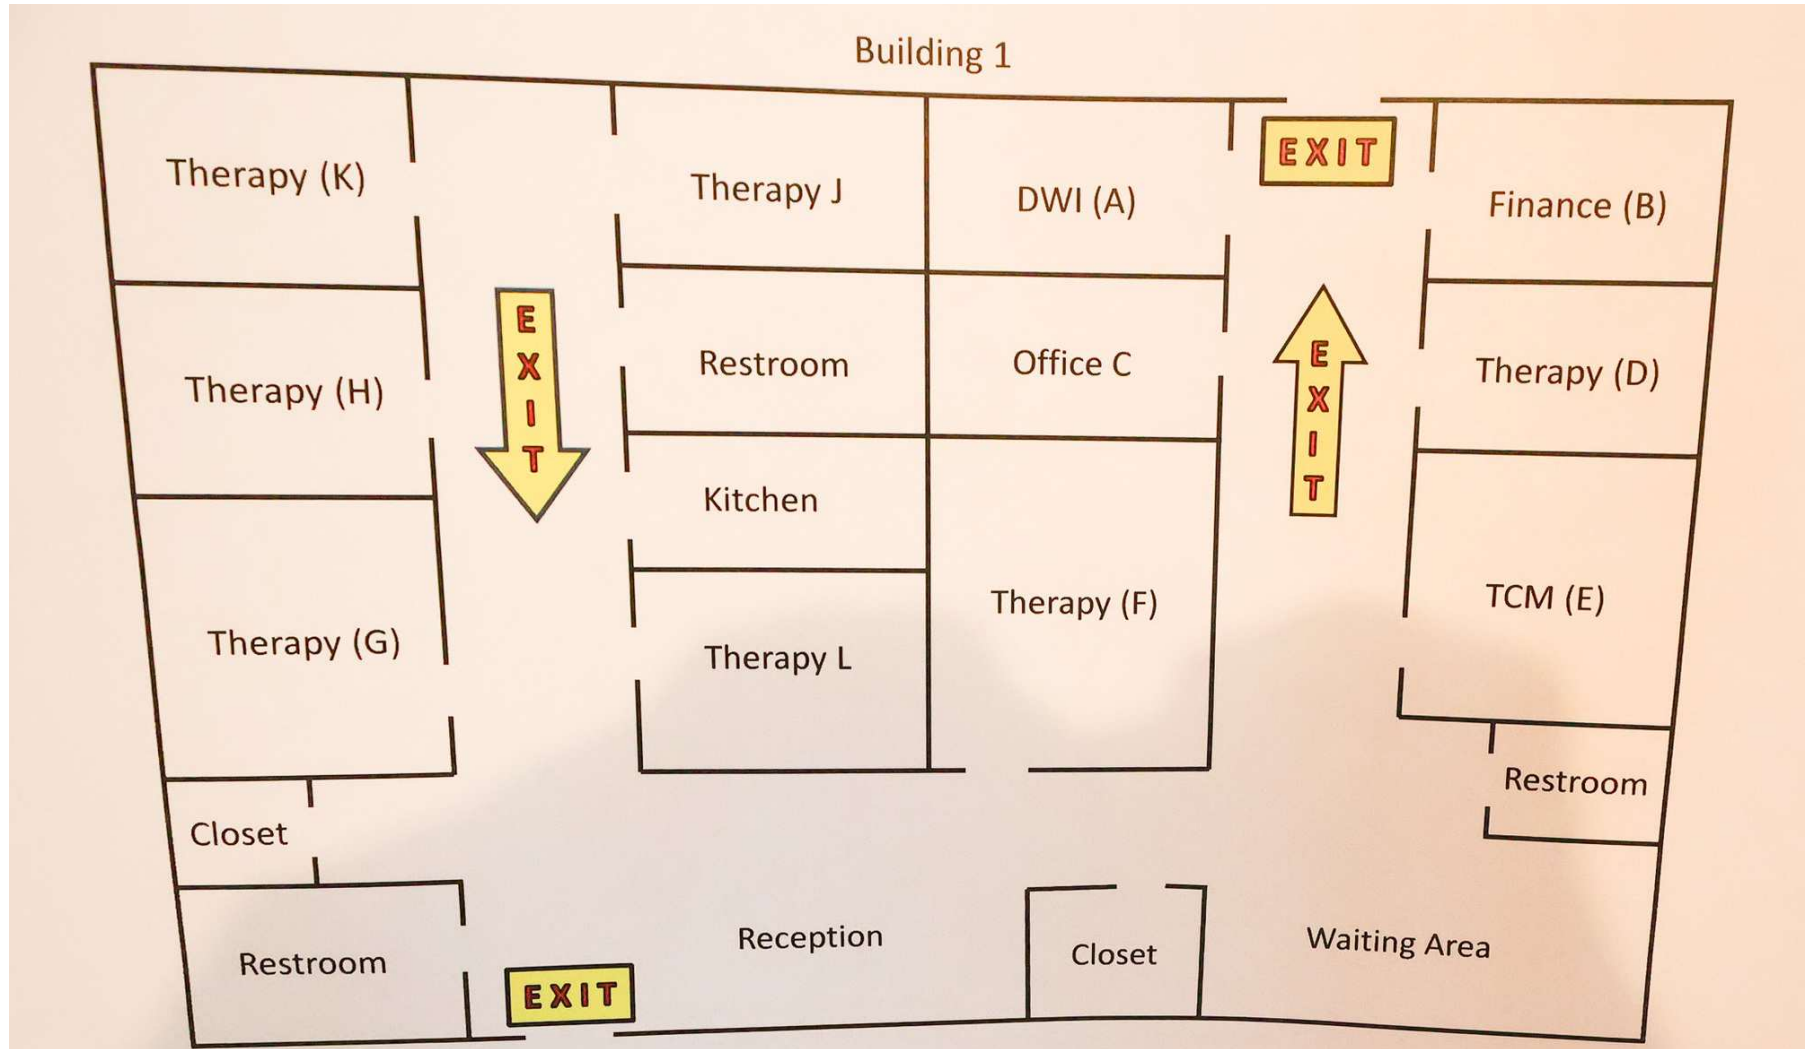 Building 1
EXIT
Therapy (K)
Therapy J
DWI (A)
Finance (B)
EXIT
Therapy (H)
Restroom
Office C
EXIT
Therapy (D)
Kitchen
Therapy (G)
Therapy L
Therapy (F)
TCM (E)
Restroom
Closet
Restroom
EXIT
Reception
Closet
Waiting Area